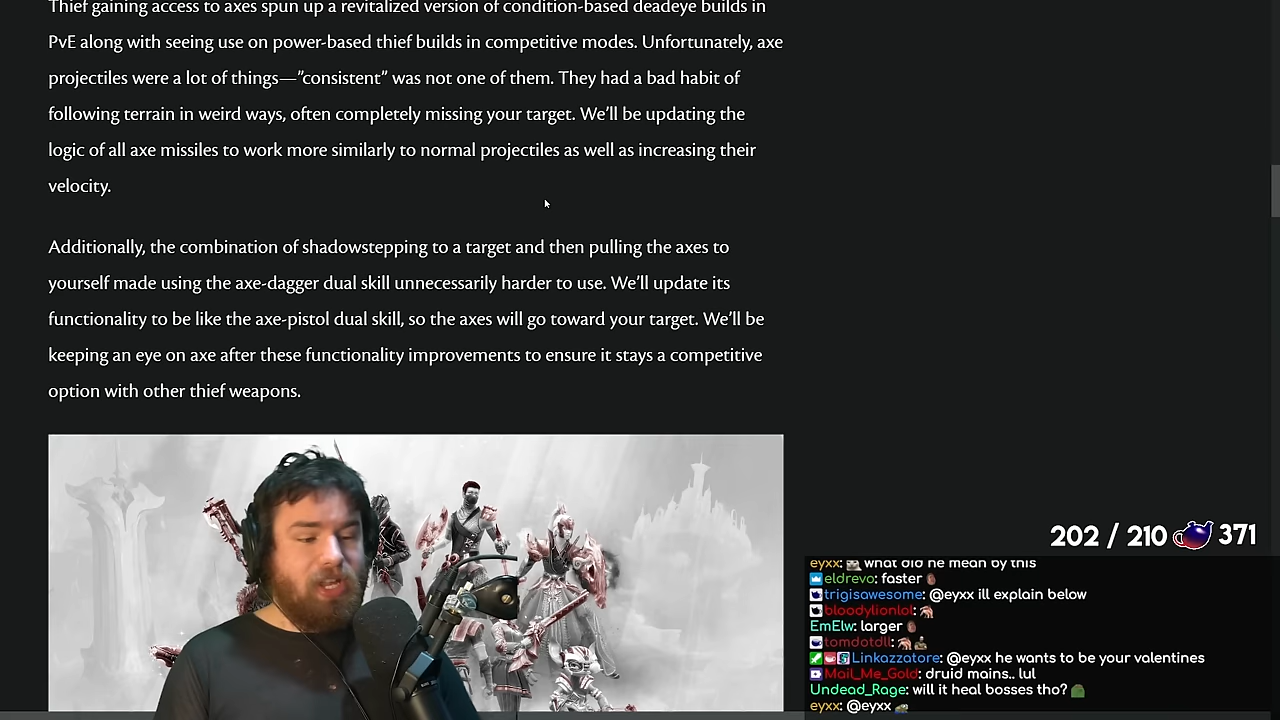 Thief gaining access to axes spun up a revitalized version of condition-based deadeye builds in
PvE along with seeing use on power-based thief builds in competitive modes. Unfortunately, axe
projectiles were a lot of things—”consistent” was not one of them. They had a bad habit of
following terrain in weird ways, often completely missing your target. We’ll be updating the
logic of all axe missiles to work more similarly to normal projectiles as well as increasing their
velocity.
Additionally, the combination of shadowstepping to a target and then pulling the axes to
yourself made using the axe-dagger dual skill unnecessarily harder to use. We’ll update its
functionality to be like the axe-pistol dual skill, so the axes will go toward your target. We’ll be
keeping an eye on axe after these functionality improvements to ensure it stays a competitive
option with other thief weapons.
202 / 210 371
eyxx: what did he mean by this
eldrevo: faster
trigisawesome: @eyxx ill explain below
bloodylionlol:
EmElw: larger
tomdotdll:
Linkazzatore: @eyxx he wants to be your valentines
Mail_Me_Gold: druid mains.. lul
Undead_Rage: will it heal bosses tho?
eyxx: @eyxx